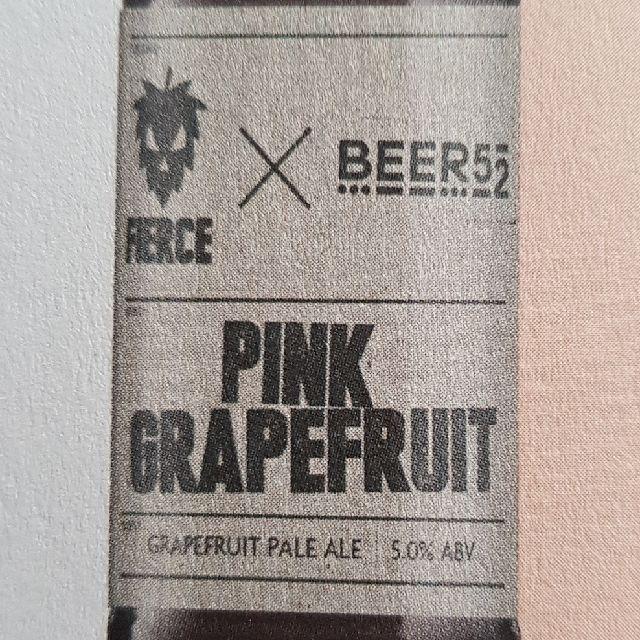 FIERCE
BEER52
PINK
GRAPEFRUIT
GRAPEFRUIT PALE ALE | 5.0% ABV